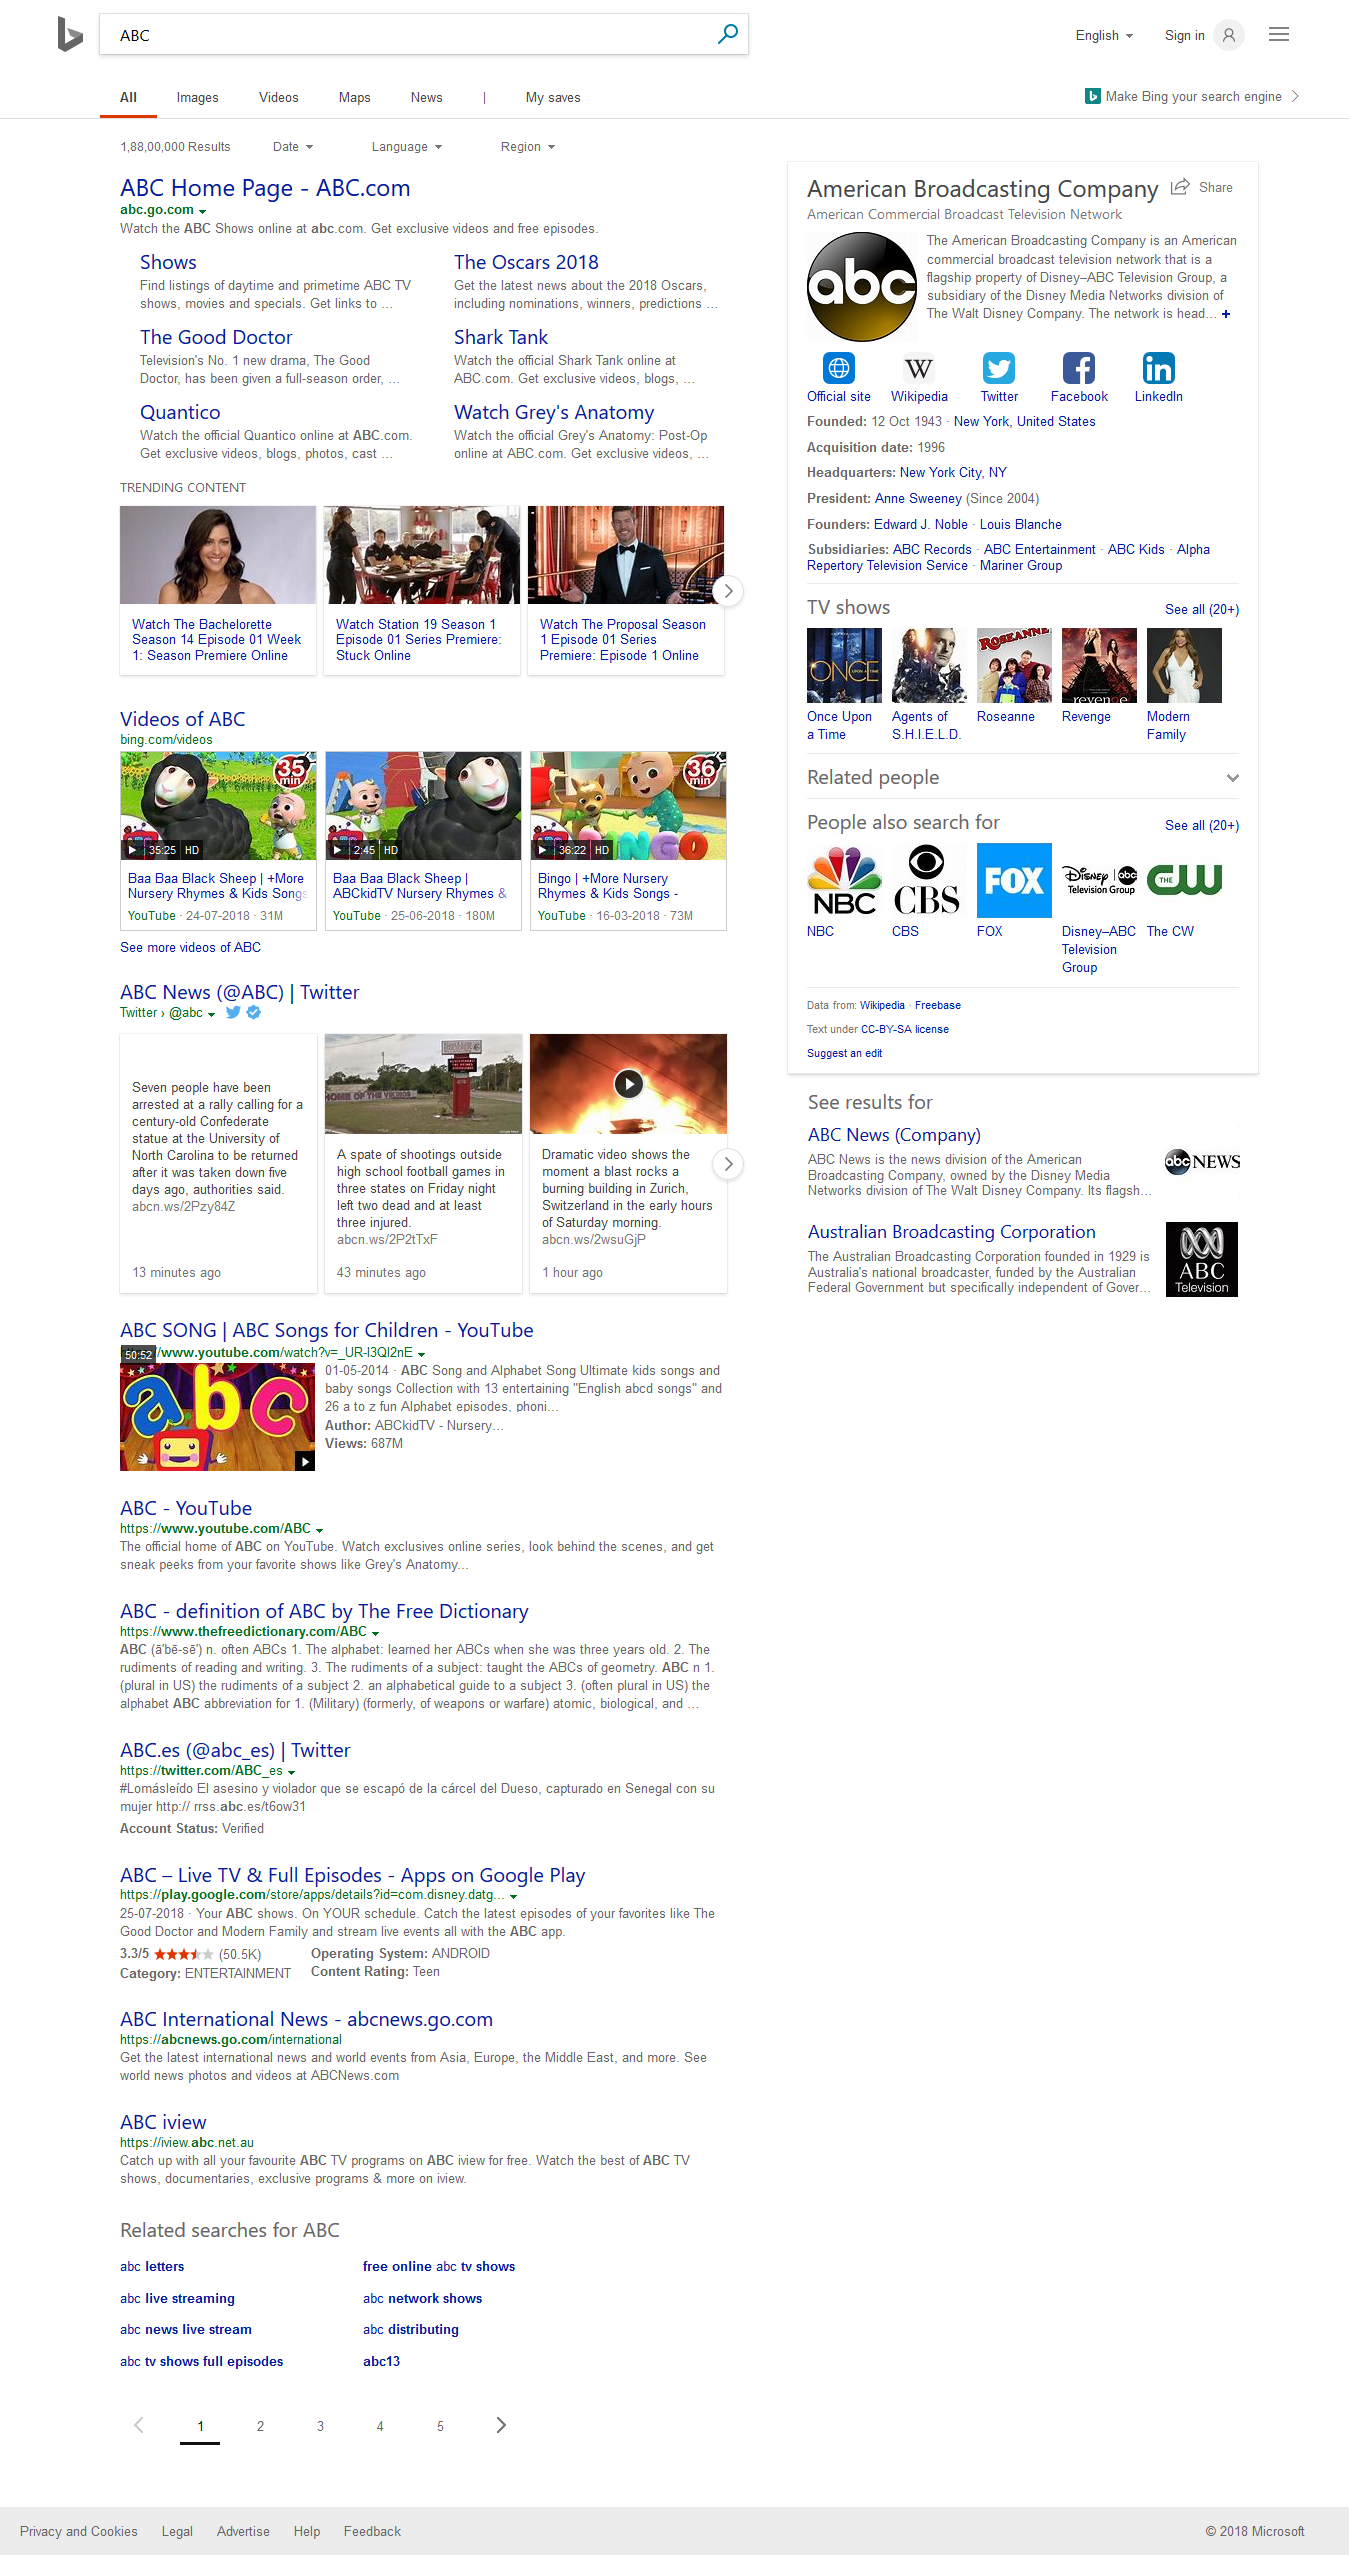 ABC
English
Sign in
All
Images
Videos
Maps
News
|
My saves
Make Bing your search engine
1,88,00,000 Results
Date
Language
Region
ABC Home Page - ABC.com
abc.go.com
Watch the ABC Shows online at abc.com. Get exclusive videos and free episodes.
Shows
Find listings of daytime and primetime ABC TV
shows, movies and specials. Get links to ...
The Oscars 2018
Get the latest news about the 2018 Oscars,
including nominations, winners, predictions ...
The Good Doctor
Television's No. 1 new drama, The Good
Doctor, has been given a full-season order, ...
Shark Tank
Watch the official Shark Tank online at
ABC.com. Get exclusive videos, blogs, ...
Quantico
Watch the official Quantico online at ABC.com.
Get exclusive videos, blogs, photos, cast ...
Watch Grey's Anatomy
Watch the official Grey's Anatomy: Post-Op
online at ABC.com. Get exclusive videos, ...
TRENDING CONTENT
Watch The Bachelorette
Season 14 Episode 01 Week
1: Season Premiere Online
Watch Station 19 Season 1
Episode 01 Series Premiere:
Stuck Online
Watch The Proposal Season
1 Episode 01 Series
Premiere: Episode 1 Online
Videos of ABC
bing.com/videos
35
min
35:25 HD
Baa Baa Black Sheep | +More
Nursery Rhymes & Kids Songs
YouTube · 24-07-2018 · 31M
2:45 HD
Baa Baa Black Sheep |
ABCkidTV Nursery Rhymes &
YouTube · 25-06-2018 · 180M
36
min
NGO
36:22 HD
Bingo | +More Nursery
Rhymes & Kids Songs -
YouTube · 16-03-2018 · 73M
See more videos of ABC
ABC News (@ABC) | Twitter
Twitter › @abc
Seven people have been
arrested at a rally calling for a
century-old Confederate
statue at the University of
North Carolina to be returned
after it was taken down five
days ago, authorities said.
abcn.ws/2Pzy84Z
13 minutes ago
HOME OF THE VIKINGS
A spate of shootings outside
high school football games in
three states on Friday night
left two dead and at least
three injured.
abcn.ws/2P2tTxF
43 minutes ago
Dramatic video shows the
moment a blast rocks a
burning building in Zurich,
Switzerland in the early hours
of Saturday morning.
abcn.ws/2wsuGjP
1 hour ago
ABC SONG | ABC Songs for Children - YouTube
/www.youtube.com/watch?v=_UR-l3QI2nE
50:52
abc
01-05-2014 · ABC Song and Alphabet Song Ultimate kids songs and
baby songs Collection with 13 entertaining "English abcd songs" and
26 a to z fun Alphabet episodes, phoni...
Author: ABCkidTV - Nursery...
Views: 687M
ABC - YouTube
https://www.youtube.com/ABC
The official home of ABC on YouTube. Watch exclusives online series, look behind the scenes, and get
sneak peeks from your favorite shows like Grey's Anatomy...
ABC - definition of ABC by The Free Dictionary
https://www.thefreedictionary.com/ABC
ABC (ā′bē-sē′) n. often ABCs 1. The alphabet: learned her ABCs when she was three years old. 2. The
rudiments of reading and writing. 3. The rudiments of a subject: taught the ABCs of geometry. ABC n 1.
(plural in US) the rudiments of a subject 2. an alphabetical guide to a subject 3. (often plural in US) the
alphabet ABC abbreviation for 1. (Military) (formerly, of weapons or warfare) atomic, biological, and ...
ABC.es (@abc_es) | Twitter
https://twitter.com/ABC_es
#Lomásleído El asesino y violador que se escapó de la cárcel del Dueso, capturado en Senegal con su
mujer http:// rrss.abc.es/t6ow31
Account Status: Verified
ABC – Live TV & Full Episodes - Apps on Google Play
https://play.google.com/store/apps/details?id=com.disney.datg...
25-07-2018 · Your ABC shows. On YOUR schedule. Catch the latest episodes of your favorites like The
Good Doctor and Modern Family and stream live events all with the ABC app.
3.3/5 (50.5K)
Category: ENTERTAINMENT
Operating System: ANDROID
Content Rating: Teen
ABC International News - abcnews.go.com
https://abcnews.go.com/international
Get the latest international news and world events from Asia, Europe, the Middle East, and more. See
world news photos and videos at ABCNews.com
ABC iview
https://iview.abc.net.au
Catch up with all your favourite ABC TV programs on ABC iview for free. Watch the best of ABC TV
shows, documentaries, exclusive programs & more on iview.
Related searches for ABC
abc letters
abc live streaming
abc news live stream
abc tv shows full episodes
free online abc tv shows
abc network shows
abc distributing
abc13
1
2
3
4
5
American Broadcasting Company
Share
American Commercial Broadcast Television Network
abc
The American Broadcasting Company is an American
commercial broadcast television network that is a
flagship property of Disney–ABC Television Group, a
subsidiary of the Disney Media Networks division of
The Walt Disney Company. The network is head... +
W
f
in
Official site
Wikipedia
Twitter
Facebook
LinkedIn
Founded: 12 Oct 1943 · New York, United States
Acquisition date: 1996
Headquarters: New York City, NY
President: Anne Sweeney (Since 2004)
Founders: Edward J. Noble · Louis Blanche
Subsidiaries: ABC Records · ABC Entertainment · ABC Kids · Alpha
Repertory Television Service · Mariner Group
TV shows
See all (20+)
ONCE
UPON A TIME
ROSEANNE
revenge
Once Upon
a Time
Agents of
S.H.I.E.L.D.
Roseanne
Revenge
Modern
Family
Related people
People also search for
See all (20+)
NBC
CBS
FOX
Disney | abc
Television Group
THE CW
NBC
CBS
FOX
Disney–ABC
Television
Group
The CW
Data from: Wikipedia · Freebase
Text under CC-BY-SA license
Suggest an edit
See results for
ABC News (Company)
ABC News is the news division of the American
Broadcasting Company, owned by the Disney Media
Networks division of The Walt Disney Company. Its flagsh...
abc NEWS
Australian Broadcasting Corporation
The Australian Broadcasting Corporation founded in 1929 is
Australia's national broadcaster, funded by the Australian
Federal Government but specifically independent of Gover...
ABC
Television
Privacy and Cookies
Legal
Advertise
Help
Feedback
© 2018 Microsoft